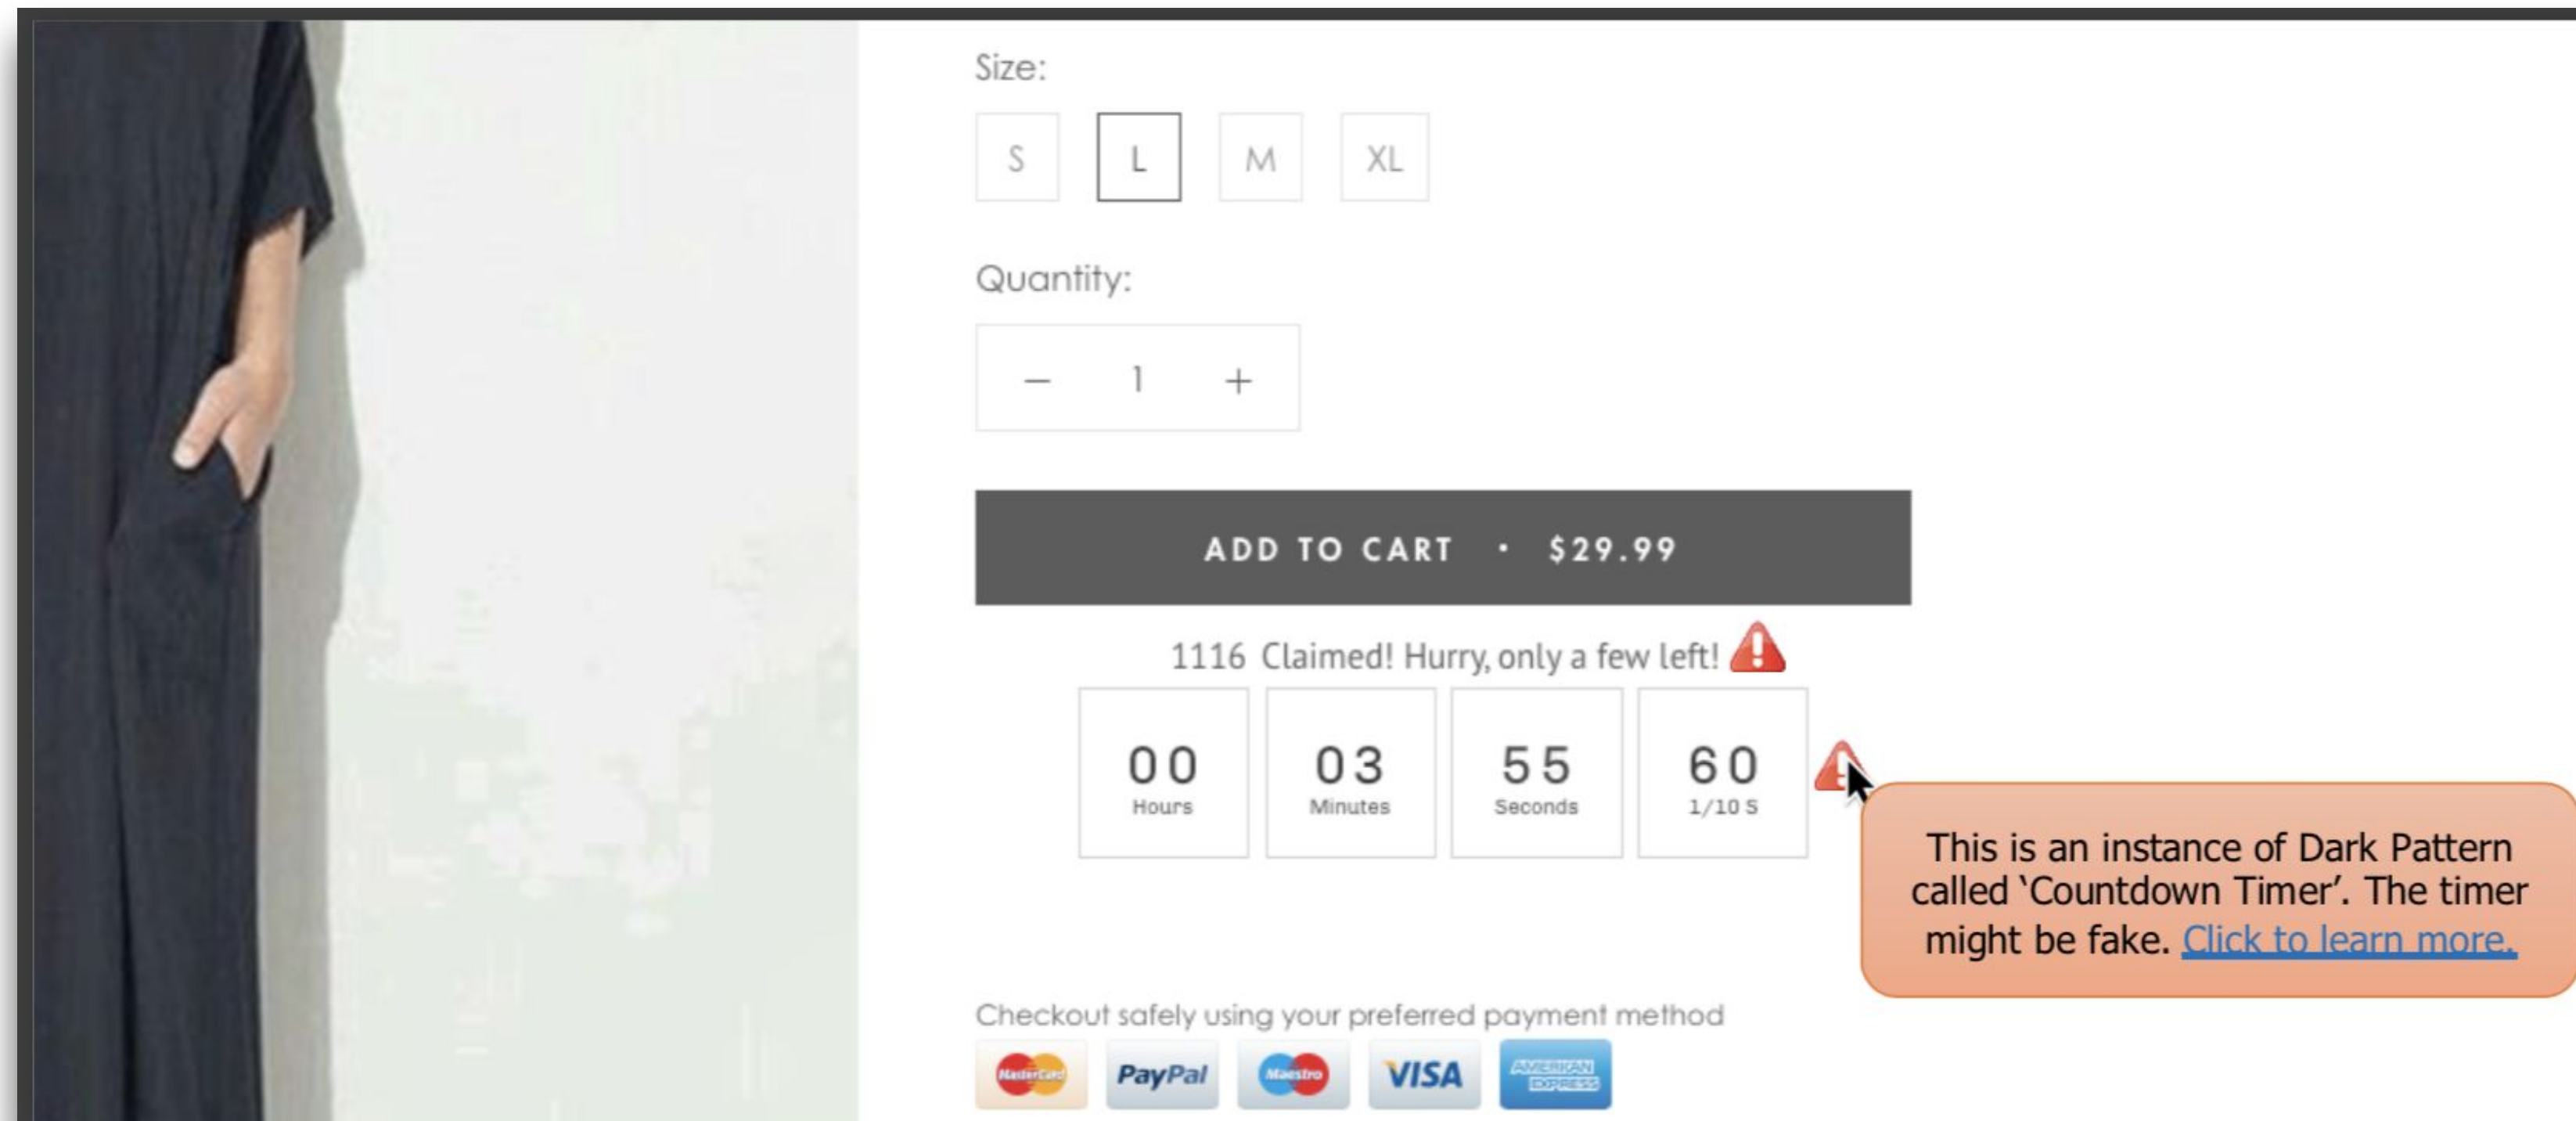 Size:
S L M XL
Quantity:
− 1 +
ADD TO CART · $29.99
1116 Claimed! Hurry, only a few left!
00 03 55 60
Hours Minutes Seconds 1/10 S
This is an instance of Dark Pattern
called ‘Countdown Timer’. The timer
might be fake. Click to learn more.
Checkout safely using your preferred payment method
MasterCard PayPal Maestro VISA AMERICAN EXPRESS